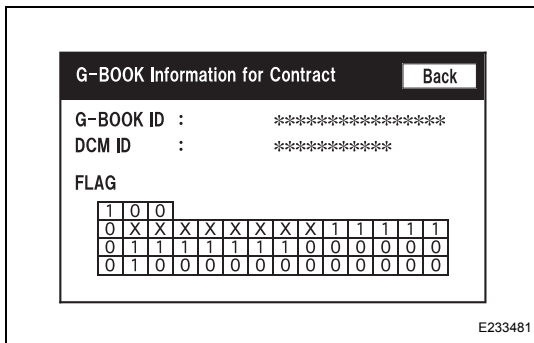 G-BOOK Information for Contract Back
G-BOOK ID : ****************
DCM ID : ***********
FLAG
1 0 0
0 X X X X X X X X X 1 1 1 1 1
0 1 1 1 1 1 1 1 1 0 0 0 0 0 0
0 1 0 0 0 0 0 0 0 0 0 0 0 0 0
E233481